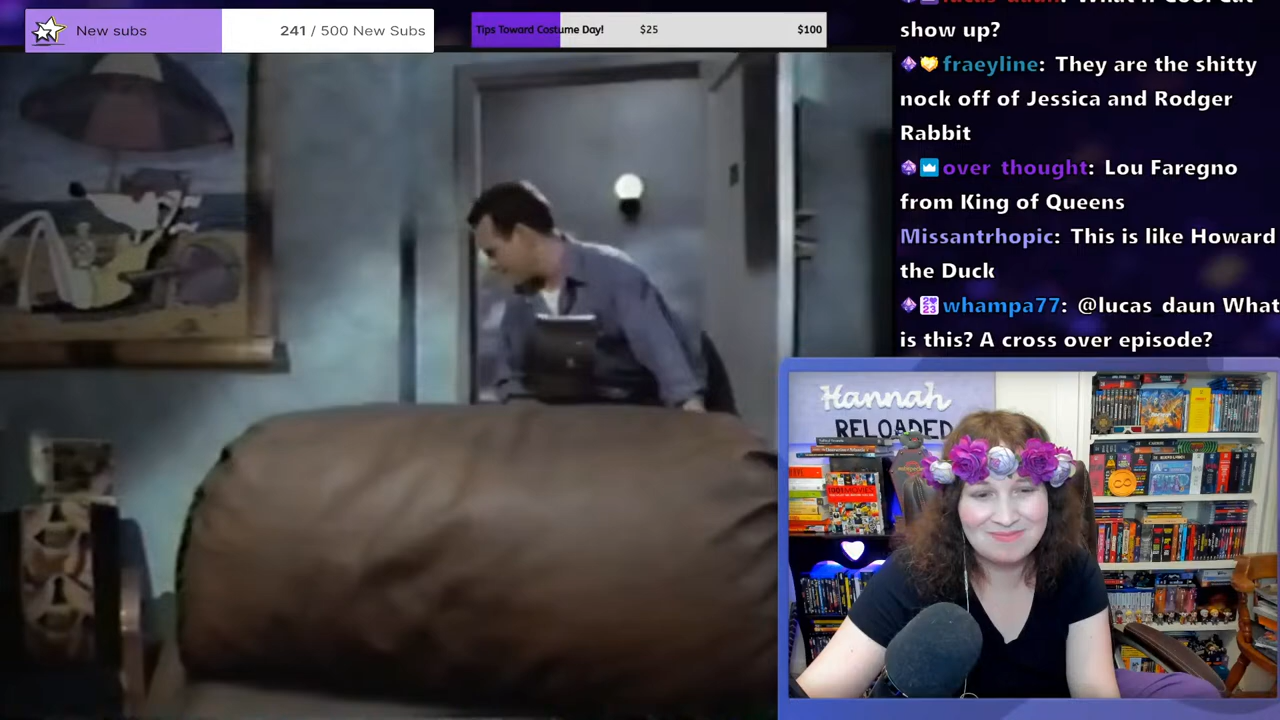 New subs
241 / 500 New Subs
Tips Toward Costume Day!
$25
$100
show up?
fraeyline: They are the shitty
nock off of Jessica and Rodger
Rabbit
over thought: Lou Faregno
from King of Queens
Missantrhopic: This is like Howard
the Duck
whampa77: @lucas daun What
is this? A cross over episode?
Hannah
RELOADED